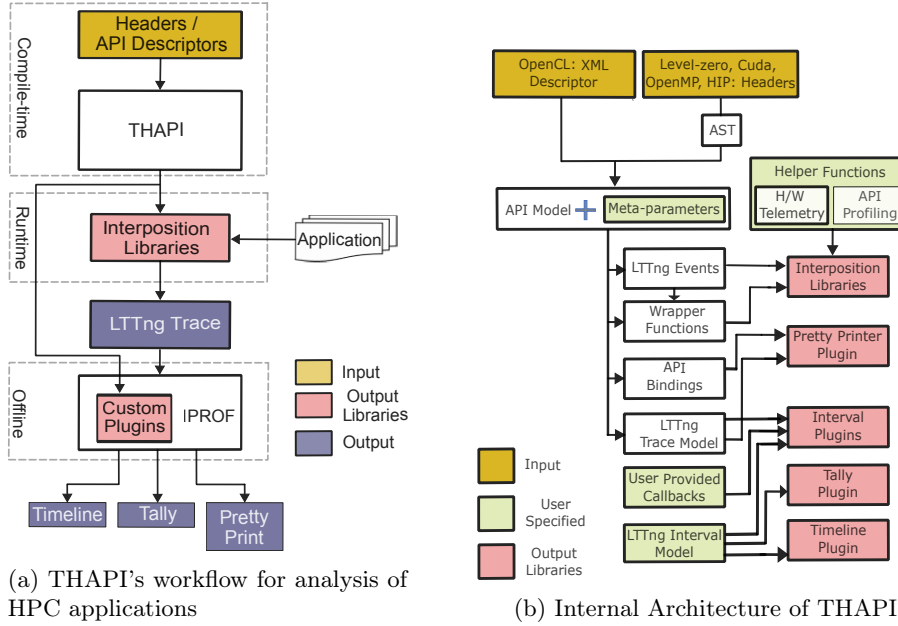 Compile-time
Headers /
API Descriptors
THAPI
Runtime
Interposition
Libraries
Application
LTTng Trace
Offline
Custom
Plugins
IPROF
Timeline
Tally
Pretty
Print
Input
Output
Libraries
Output
(a) THAPI's workflow for analysis of
HPC applications
OpenCL: XML
Descriptor
Level-zero, Cuda,
OpenMP, HIP: Headers
AST
API Model +
Meta-parameters
Helper Functions
H/W
Telemetry
API
Profiling
LTTng Events
Wrapper
Functions
API
Bindings
LTTng
Trace Model
User Provided
Callbacks
LTTng Interval
Model
Interposition
Libraries
Pretty Printer
Plugin
Interval
Plugins
Tally
Plugin
Timeline
Plugin
Input
User
Specified
Output
Libraries
(b) Internal Architecture of THAPI